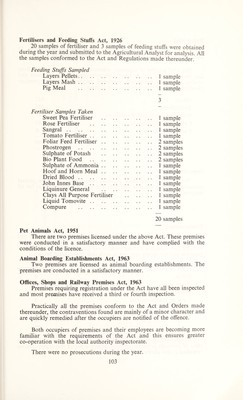 Fertilisers and Feeding Stuffs Act, 1926
20 samples of fertiliser and 3 samples of feeding stuffs were obtained
during the year and submitted to the Agricultural Analyst for analysis. All
the samples conformed to the Act and Regulations made thereunder.
Feeding Stuffs Sampled
Layers Pellets .. .. .. .. .. .. 1 sample
Layers Mash .. .. .. .. .. .. 1 sample
Pig Meal .. .. .. .. .. .. 1 sample
3
Fertiliser Samples Taken
Sweet Pea Fertiliser .. .. .. .. .. 1 sample
Rose Fertiliser .. .. .. .. .. 1 sample
Sangral .. .. .. .. .. .. 1 sample
Tomato Fertiliser .. .. .. .. .. 1 sample
Foliar Feed Fertiliser .. .. .. .. .. 2 samples
Phostrogen .. .. .. .. .. .. 2 samples
Sulphate of Potash .. .. .. .. .. 2 samples
Bio Plant Food .. .. .. .. .. 2 samples
Sulphate of Ammonia .. .. .. .. .. 1 sample
Hoof and Horn Meal .. .. .. .. .. 1 sample
Dried Blood .. .. .. .. .. .. 1 sample
John Innes Base .. .. .. .. .. 1 sample
Liquinure General .. .. .. .. .. 1 sample
Clays All Purpose Fertiliser .. .. .. 1 sample
Liquid Tomovite .. .. .. .. .. 1 sample
Compure .. .. .. .. .. .. 1 sample
20 samples
Pet Animals Act, 1951
There are two premises licensed under the above Act. These premises
were conducted in a satisfactory manner and have complied with the
conditions of the licence.
Animal Boarding Establishments Act, 1963
Two premises are licensed as animal boarding establishments. The
premises are conducted in a satisfactory manner.
Offices, Shops and Railway Premises Act, 1963
Premises requiring registration under the Act have all been inspected
and most premises have received a third or fourth inspection.
Practically all the premises conform to the Act and Orders made
thereunder, the contraventions found are mainly of a minor character and
are quickly remedied after the occupiers are notified of the offence.
Both occupiers of premises and their employees are becoming more
familiar with the requirements of the Act and this ensures greater
co-operation with the local authority inspectorate.
There were no prosecutions during the year.
103